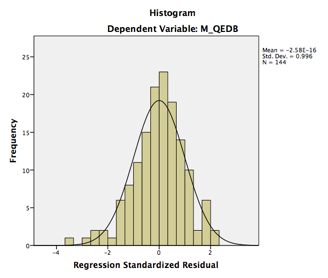 Histogram
Dependent Variable: M_QEDB
Mean = -2.58E-16
Std. Dev. = 0.996
N = 144
25
20
15
10
5
0
-4
-2
0
2
Frequency
Regression Standardized Residual